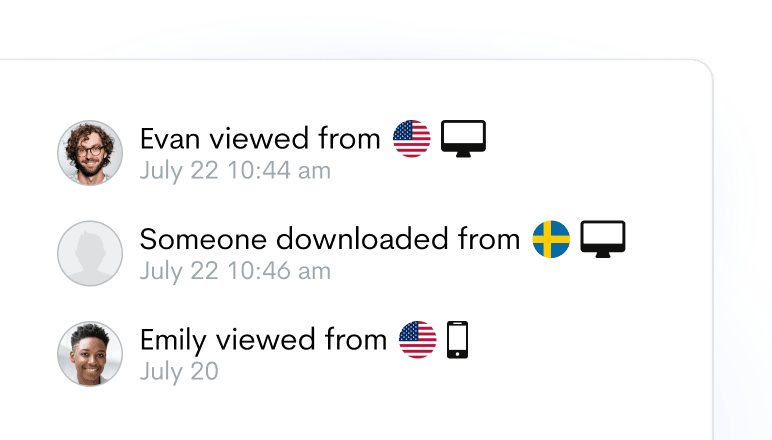 Evan viewed from
July 22 10:44 am
Someone downloaded from
July 22 10:46 am
Emily viewed from
July 20